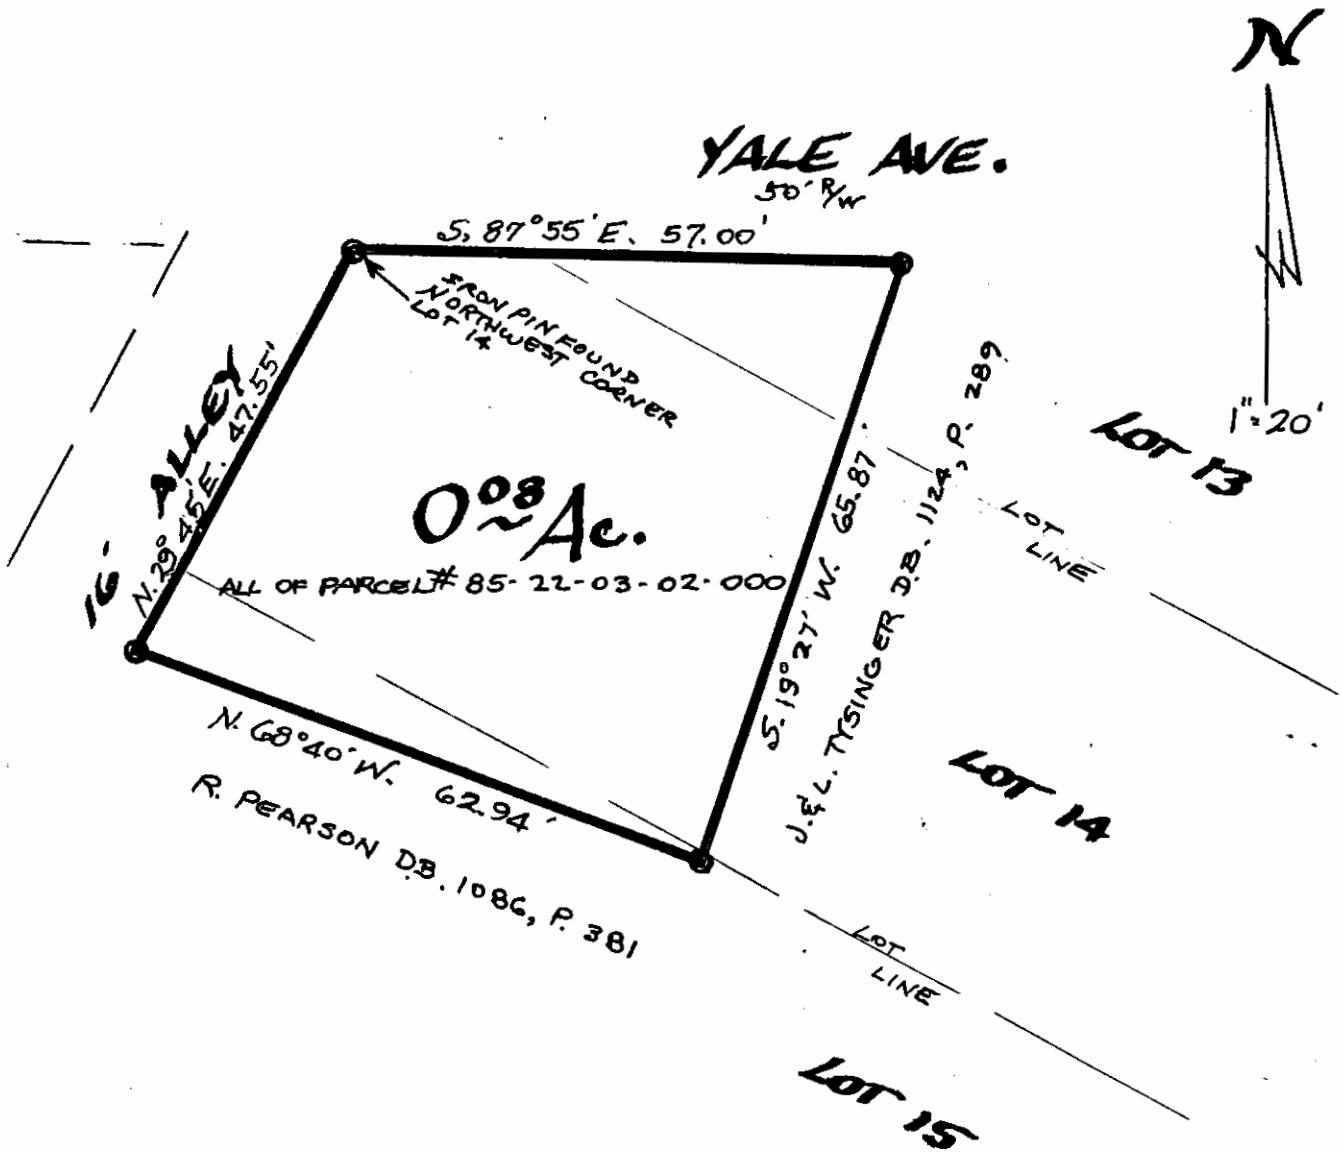 N
1"=20'
YALE AVE.
50' R/W
S. 87°55' E. 57.00'
IRON PIN FOUND
NORTHWEST CORNER
LOT 14
16' ALLEY
N. 29°45' E. 47.55'
0.08 Ac.
ALL OF PARCEL # 85-22-03-02-000
S. 19°27' W. 65.87'
J. & L. TYSINGER D.B. 1124, P. 289
N. 68°40' W. 62.94'
R. PEARSON D.B. 1086, P. 381
LOT 13
LOT
LINE
LOT 14
LOT
LINE
LOT 15